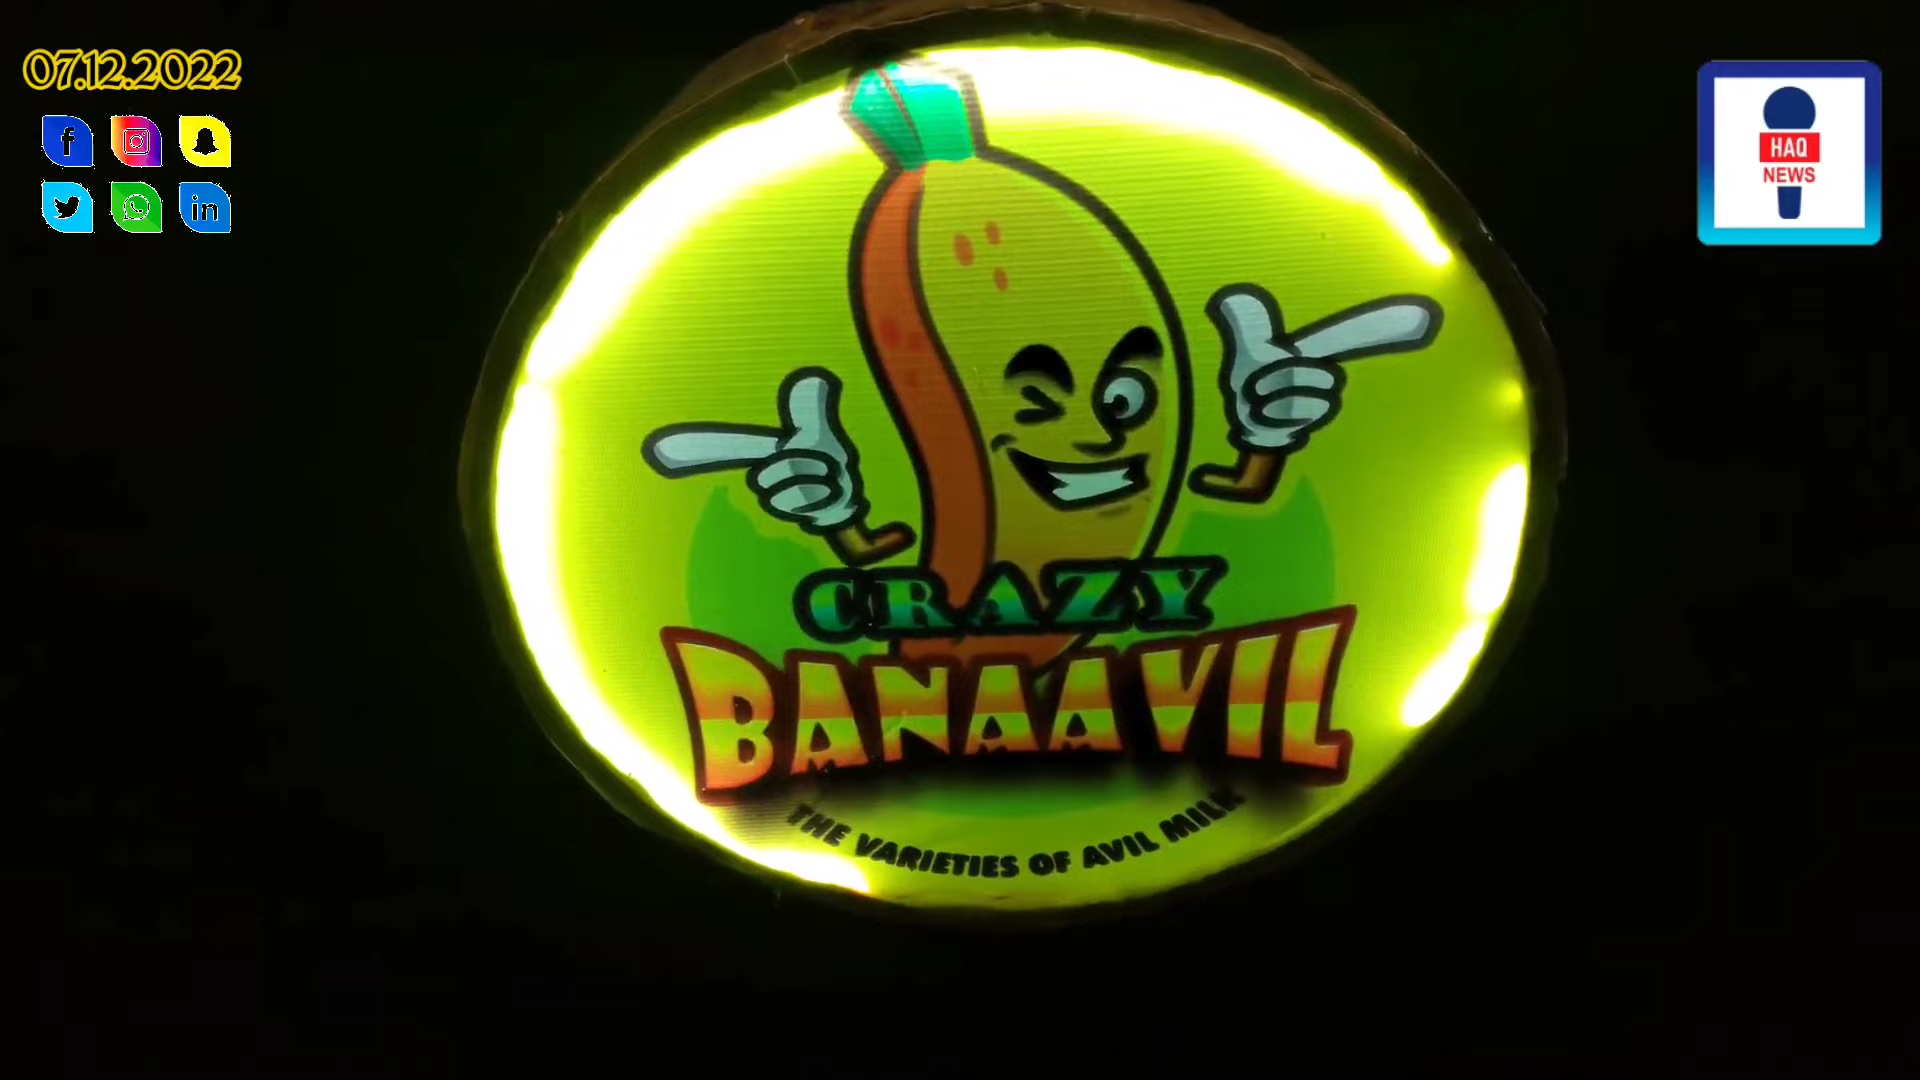 07.12.2022
HAQ
NEWS
CRAZY
BANAAVIL
THE VARIETIES OF AVIL MILK